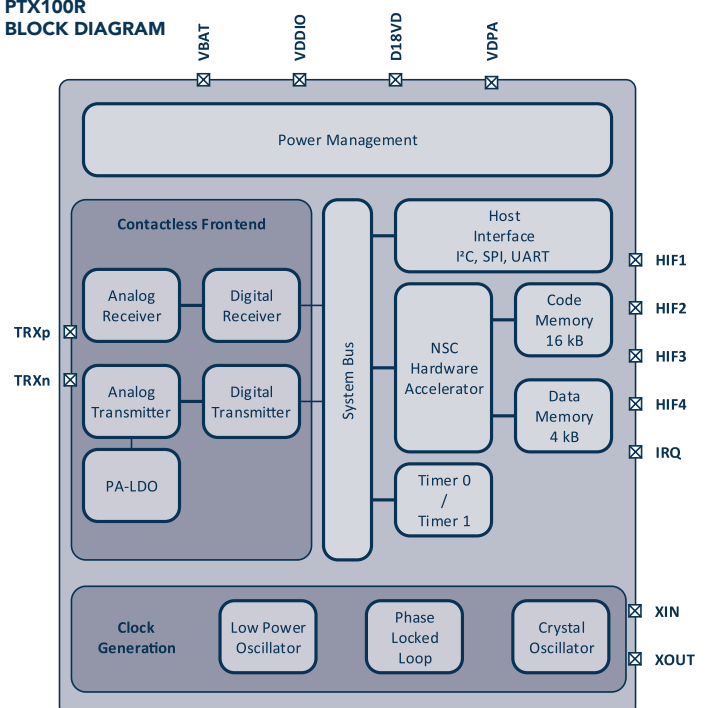 PTX100R
BLOCK DIAGRAM
VBAT
VDDIO
D18VD
VDPA
Power Management
Contactless Frontend
Host
Interface
I²C, SPI, UART
Analog
Receiver
Digital
Receiver
Analog
Transmitter
Digital
Transmitter
PA-LDO
System Bus
NSC
Hardware
Accelerator
Code
Memory
16 kB
Data
Memory
4 kB
Timer 0
/
Timer 1
TRXp
TRXn
HIF1
HIF2
HIF3
HIF4
IRQ
Clock
Generation
Low Power
Oscillator
Phase
Locked
Loop
Crystal
Oscillator
XIN
XOUT